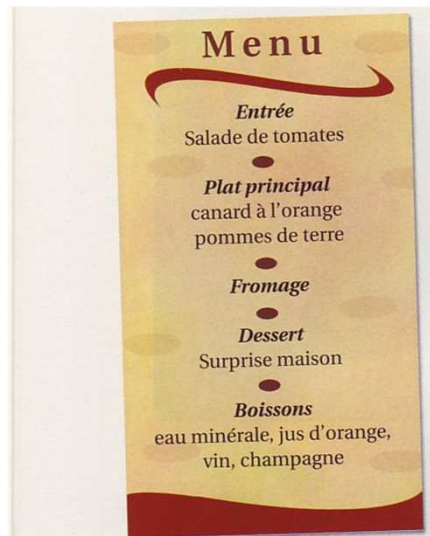 Menu
Entrée
Salade de tomates
Plat principal
canard à l'orange
pommes de terre
Fromage
Dessert
Surprise maison
Boissons
eau minérale, jus d'orange,
vin, champagne